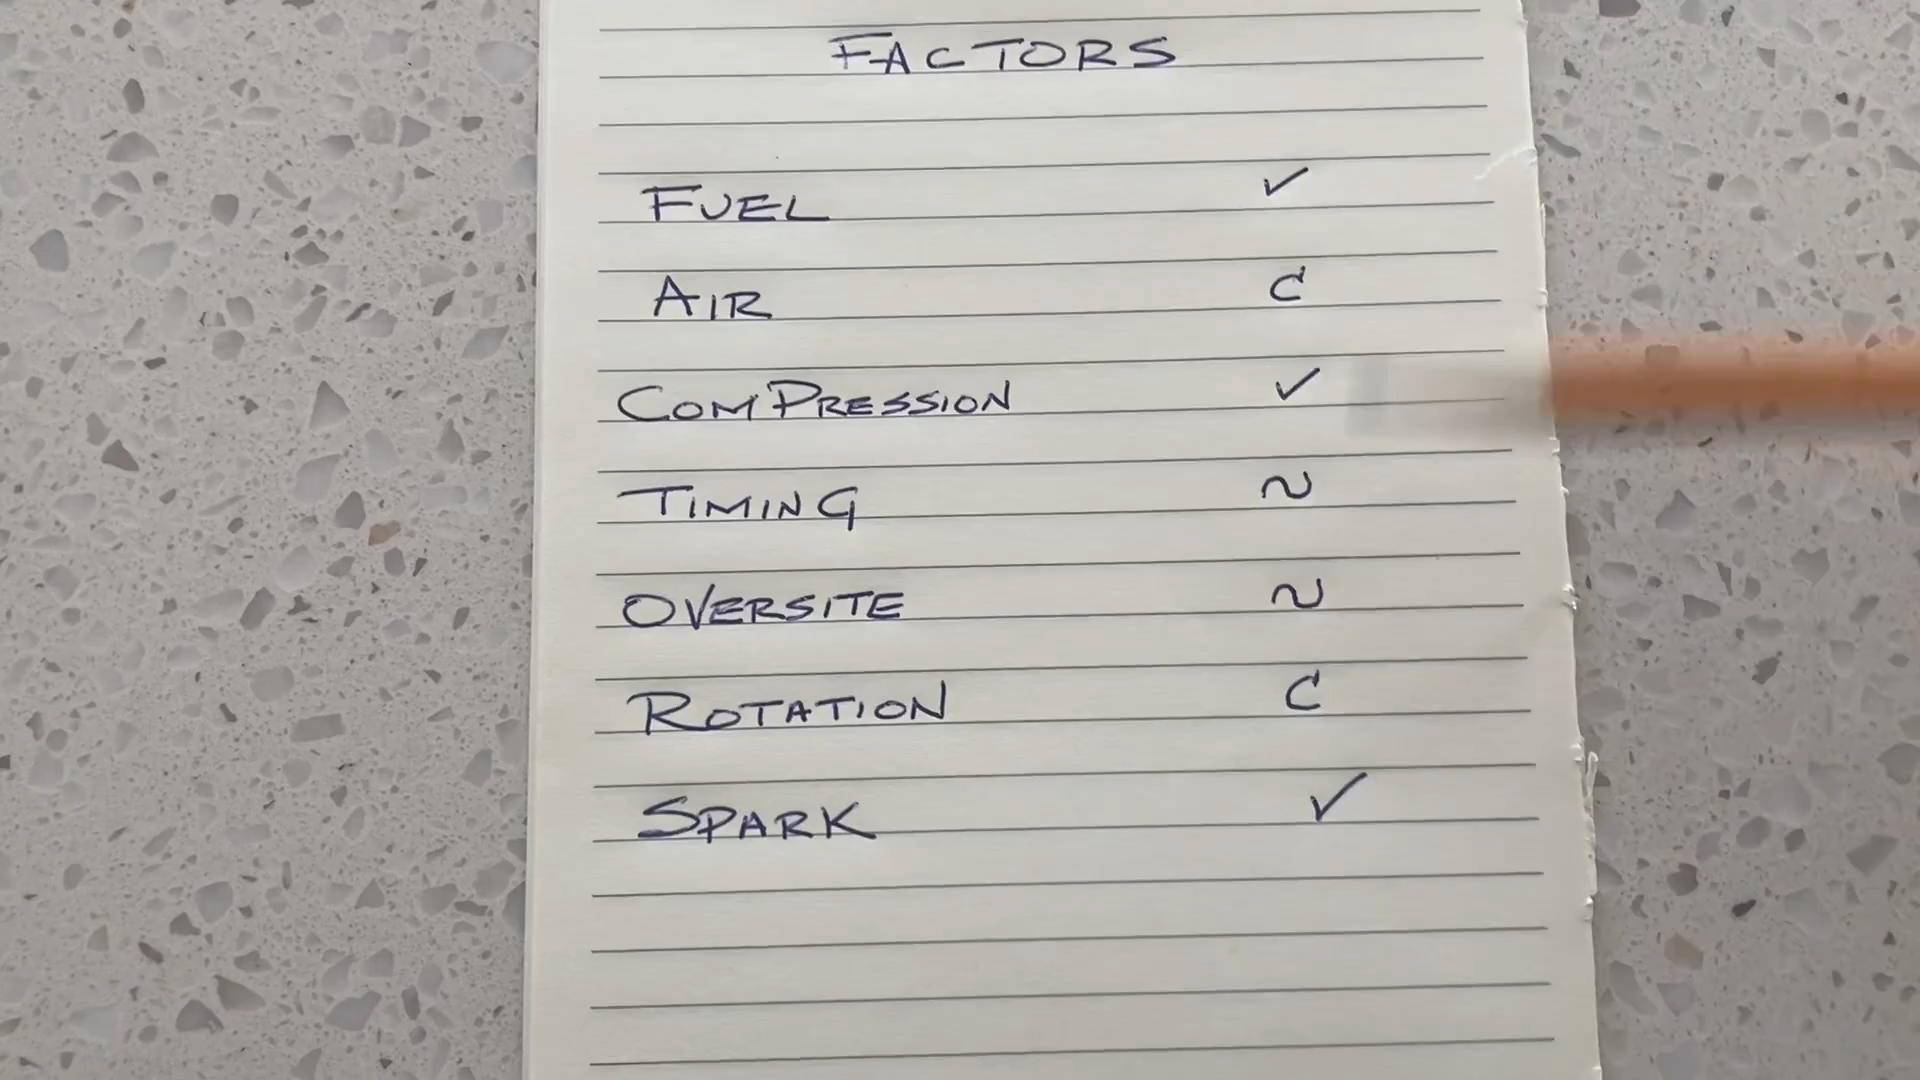 FACTORS
FUEL ✓
AIR C
COMPRESSION ✓
TIMING ~
OVERSITE ~
ROTATION C
SPARK ✓